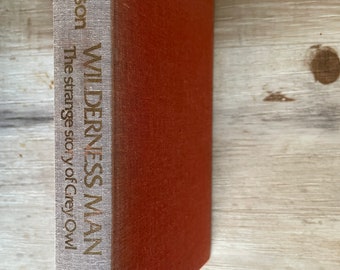 son
WILDERNESS MAN
The strange story of Grey Owl